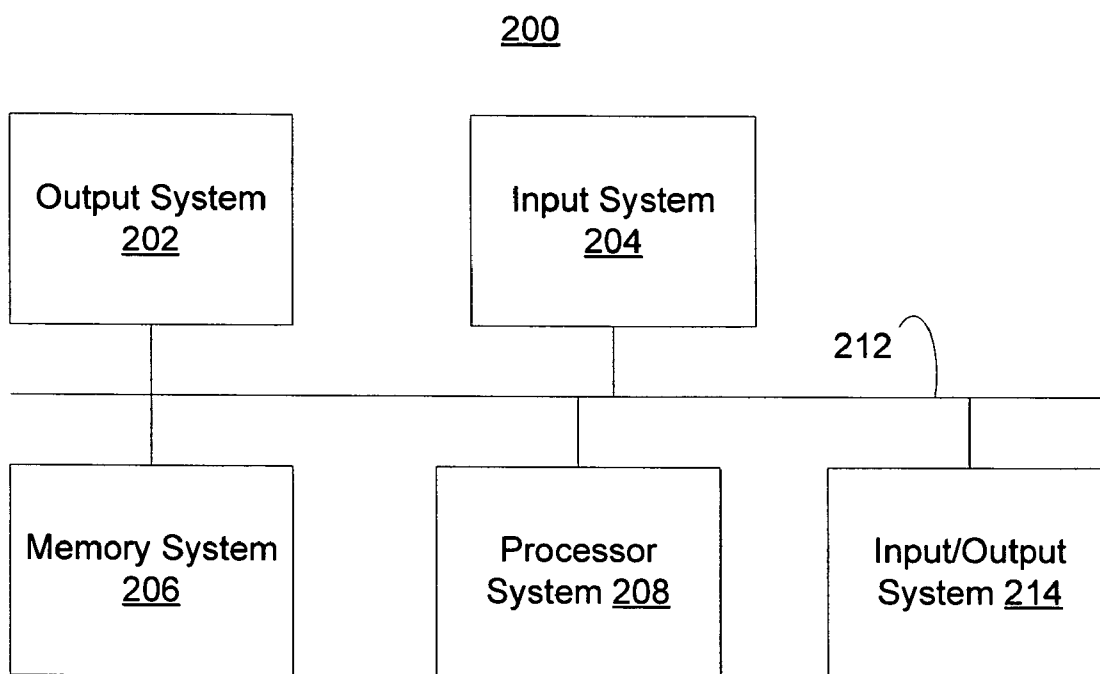 200
Output System
202
Input System
204
212
Memory System
206
Processor
System 208
Input/Output
System 214